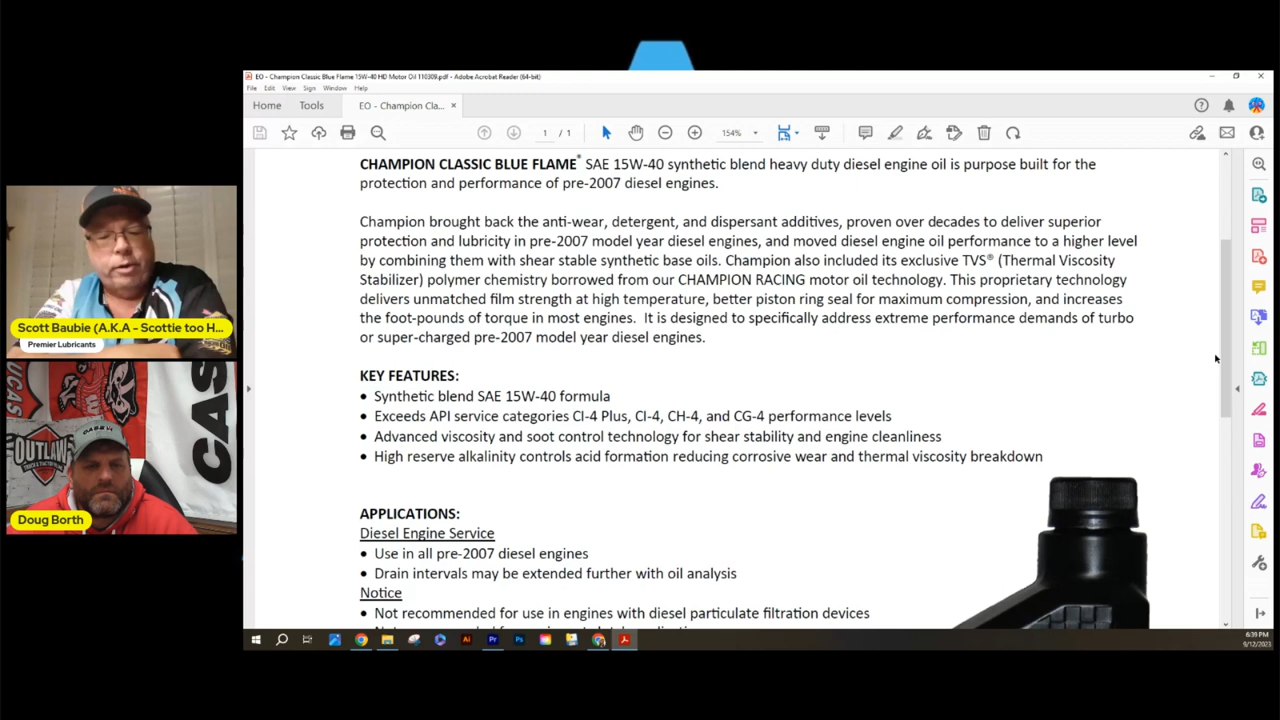 EO - Champion Classic Blue Flame 15W-40 HD Motor Oil 110309.pdf - Adobe Acrobat Reader (64-bit)
File Edit View Sign Window Help
Home Tools EO - Champion Cla... ×
1 / 1 154%
CHAMPION CLASSIC BLUE FLAME® SAE 15W-40 synthetic blend heavy duty diesel engine oil is purpose built for the
protection and performance of pre-2007 diesel engines.
Champion brought back the anti-wear, detergent, and dispersant additives, proven over decades to deliver superior
protection and lubricity in pre-2007 model year diesel engines, and moved diesel engine oil performance to a higher level
by combining them with shear stable synthetic base oils. Champion also included its exclusive TVS® (Thermal Viscosity
Stabilizer) polymer chemistry borrowed from our CHAMPION RACING motor oil technology. This proprietary technology
delivers unmatched film strength at high temperature, better piston ring seal for maximum compression, and increases
the foot-pounds of torque in most engines. It is designed to specifically address extreme performance demands of turbo
or super-charged pre-2007 model year diesel engines.
KEY FEATURES:
• Synthetic blend SAE 15W-40 formula
• Exceeds API service categories CI-4 Plus, CI-4, CH-4, and CG-4 performance levels
• Advanced viscosity and soot control technology for shear stability and engine cleanliness
• High reserve alkalinity controls acid formation reducing corrosive wear and thermal viscosity breakdown
APPLICATIONS:
Diesel Engine Service
• Use in all pre-2007 diesel engines
• Drain intervals may be extended further with oil analysis
Notice
• Not recommended for use in engines with diesel particulate filtration devices
Scott Baubie (A.K.A - Scottie too H...
Premier Lubricants
LUCAS
OUTLAW
CAS
CASE IH
Doug Borth
6:39 PM
9/12/2023